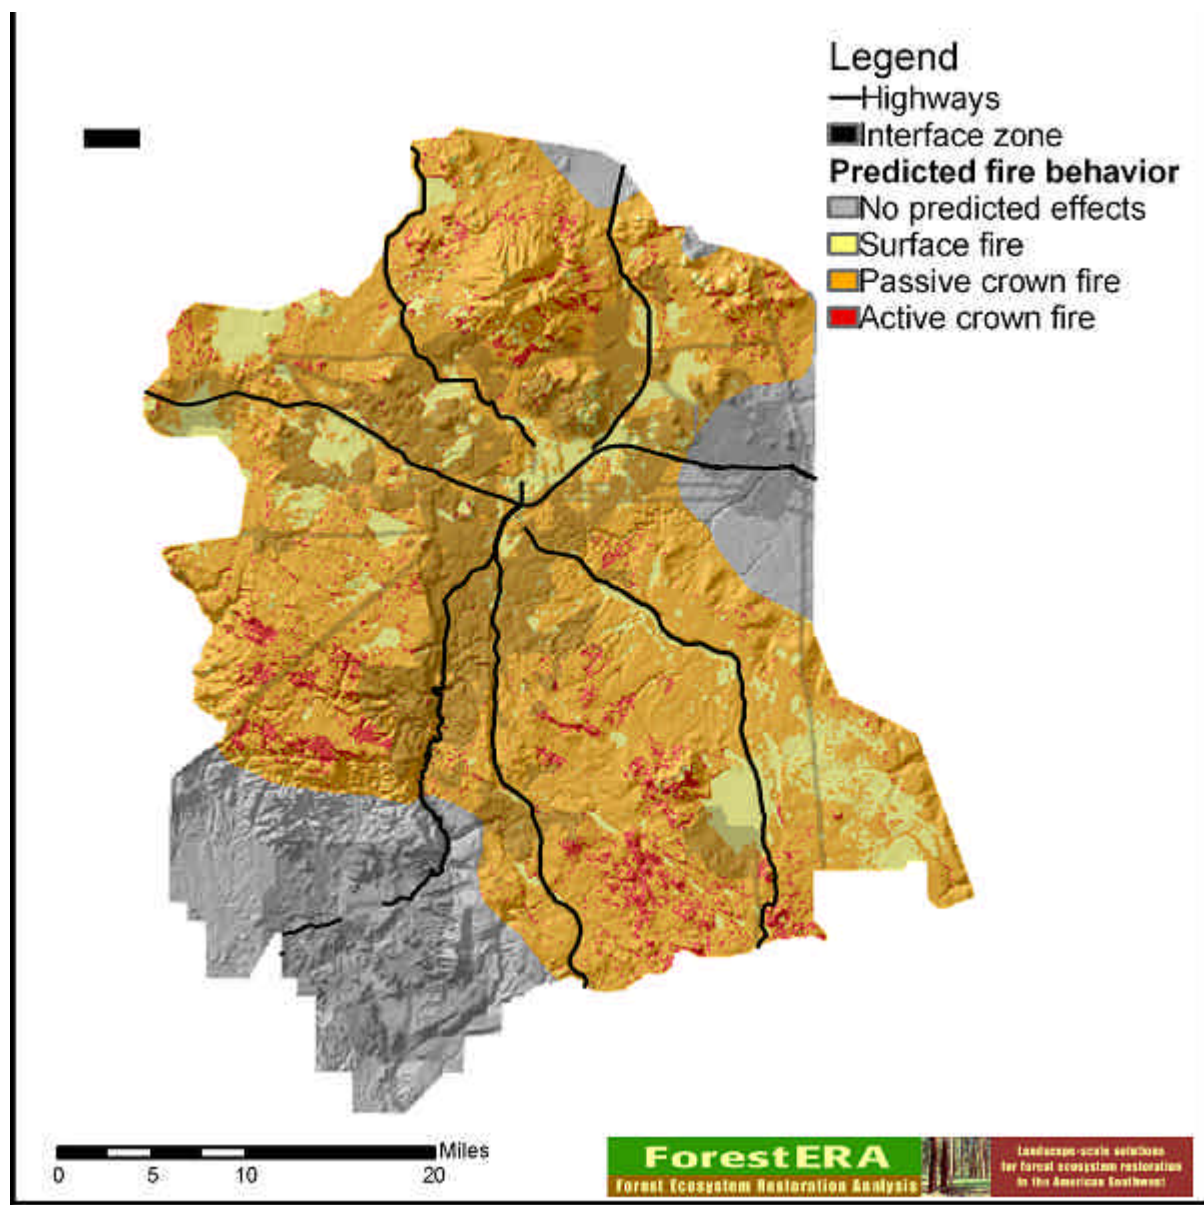 Legend
Highways
Interface zone
Predicted fire behavior
No predicted effects
Surface fire
Passive crown fire
Active crown fire
Miles
0 5 10 20
ForestERA
Forest Ecosystem Restoration Analysis
Landscape-scale solutions
for forest ecosystem restoration
in the American Southwest